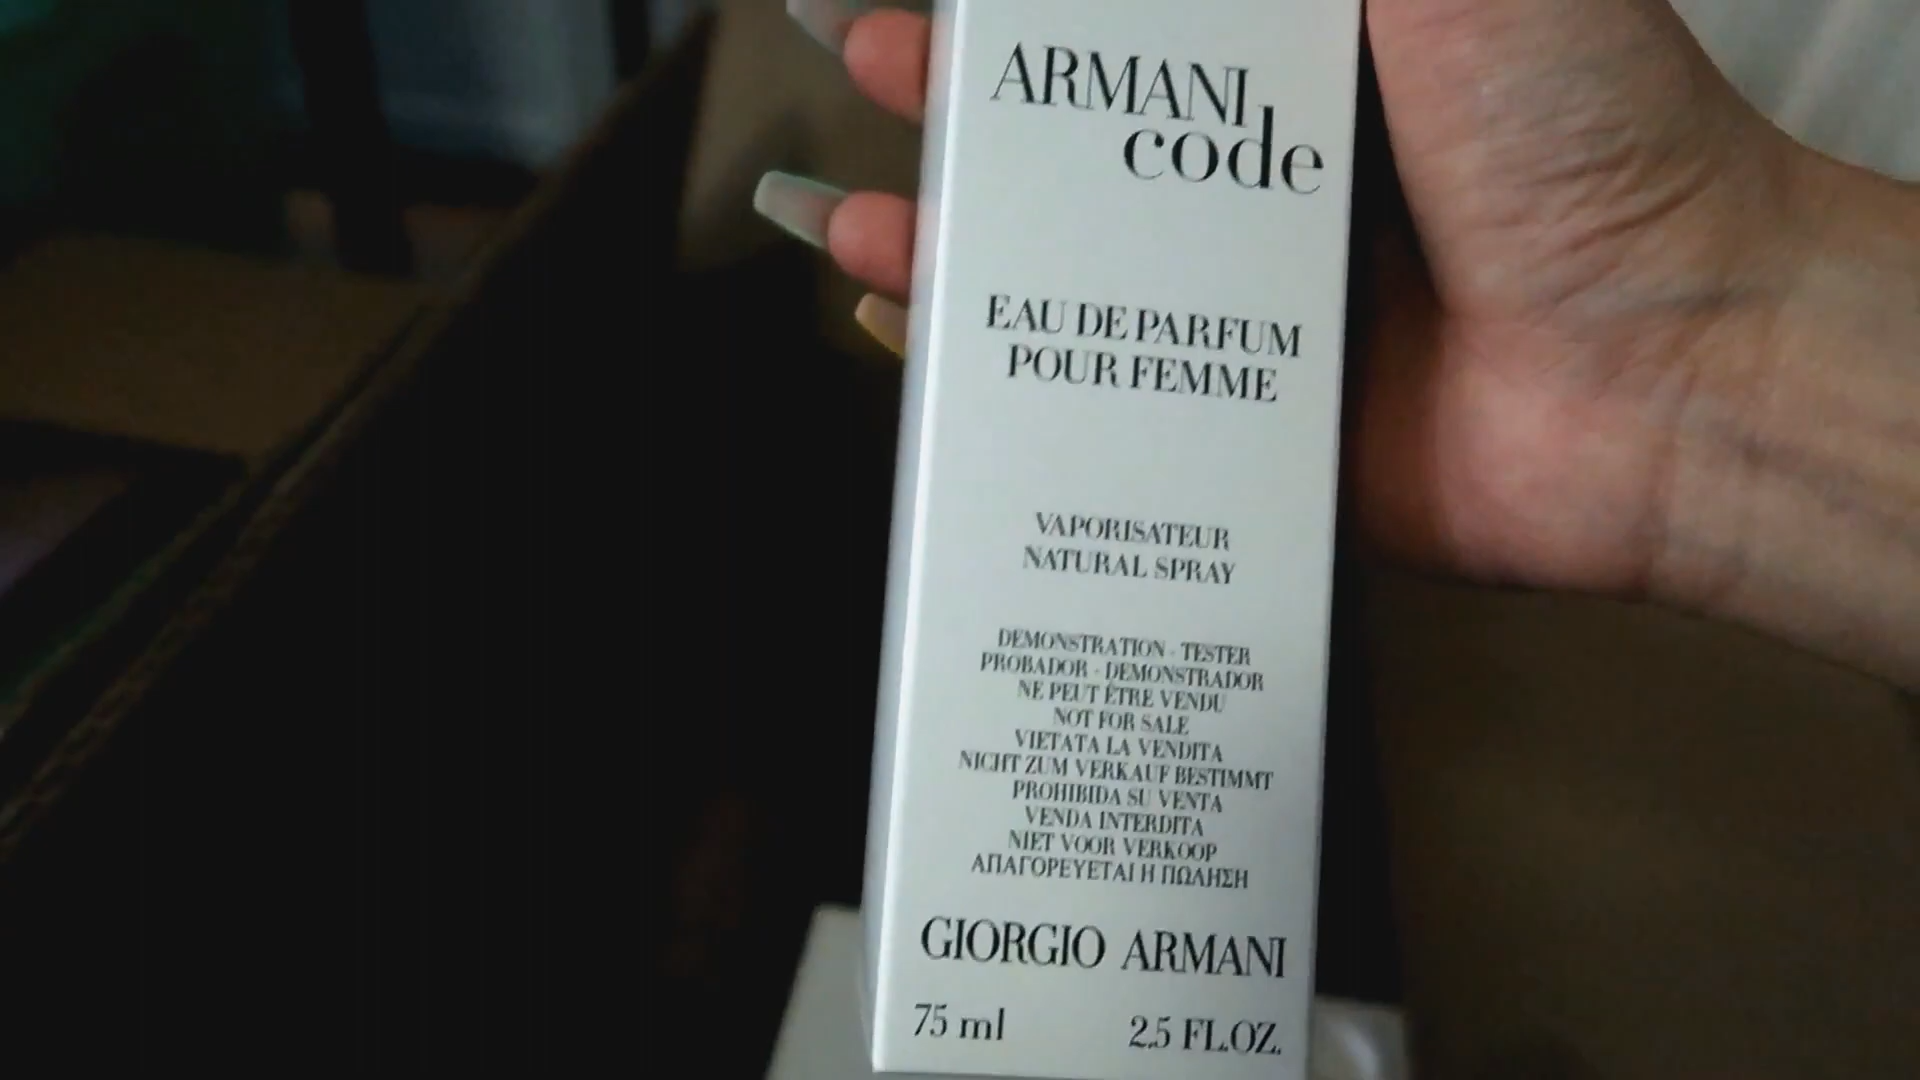 ARMANI
code
EAU DE PARFUM
POUR FEMME
VAPORISATEUR
NATURAL SPRAY
DEMONSTRATION - TESTER
PROBADOR - DEMONSTRADOR
NE PEUT ÊTRE VENDU
NOT FOR SALE
VIETATA LA VENDITA
NICHT ZUM VERKAUF BESTIMMT
PROHIBIDA SU VENTA
VENDA INTERDITA
NIET VOOR VERKOOP
ΑΠΑΓΟΡΕΥΕΤΑΙ Η ΠΩΛΗΣΗ
GIORGIO ARMANI
75 ml 2.5 FL.OZ.